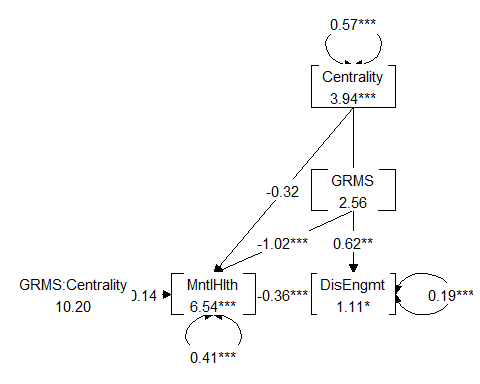 0.57***
Centrality
3.94***
-0.32
GRMS
2.56
-1.02***
0.62**
GRMS:Centrality
10.20
0.14
MntlHlth
6.54***
-0.36***
DisEngmt
1.11*
0.19***
0.41***